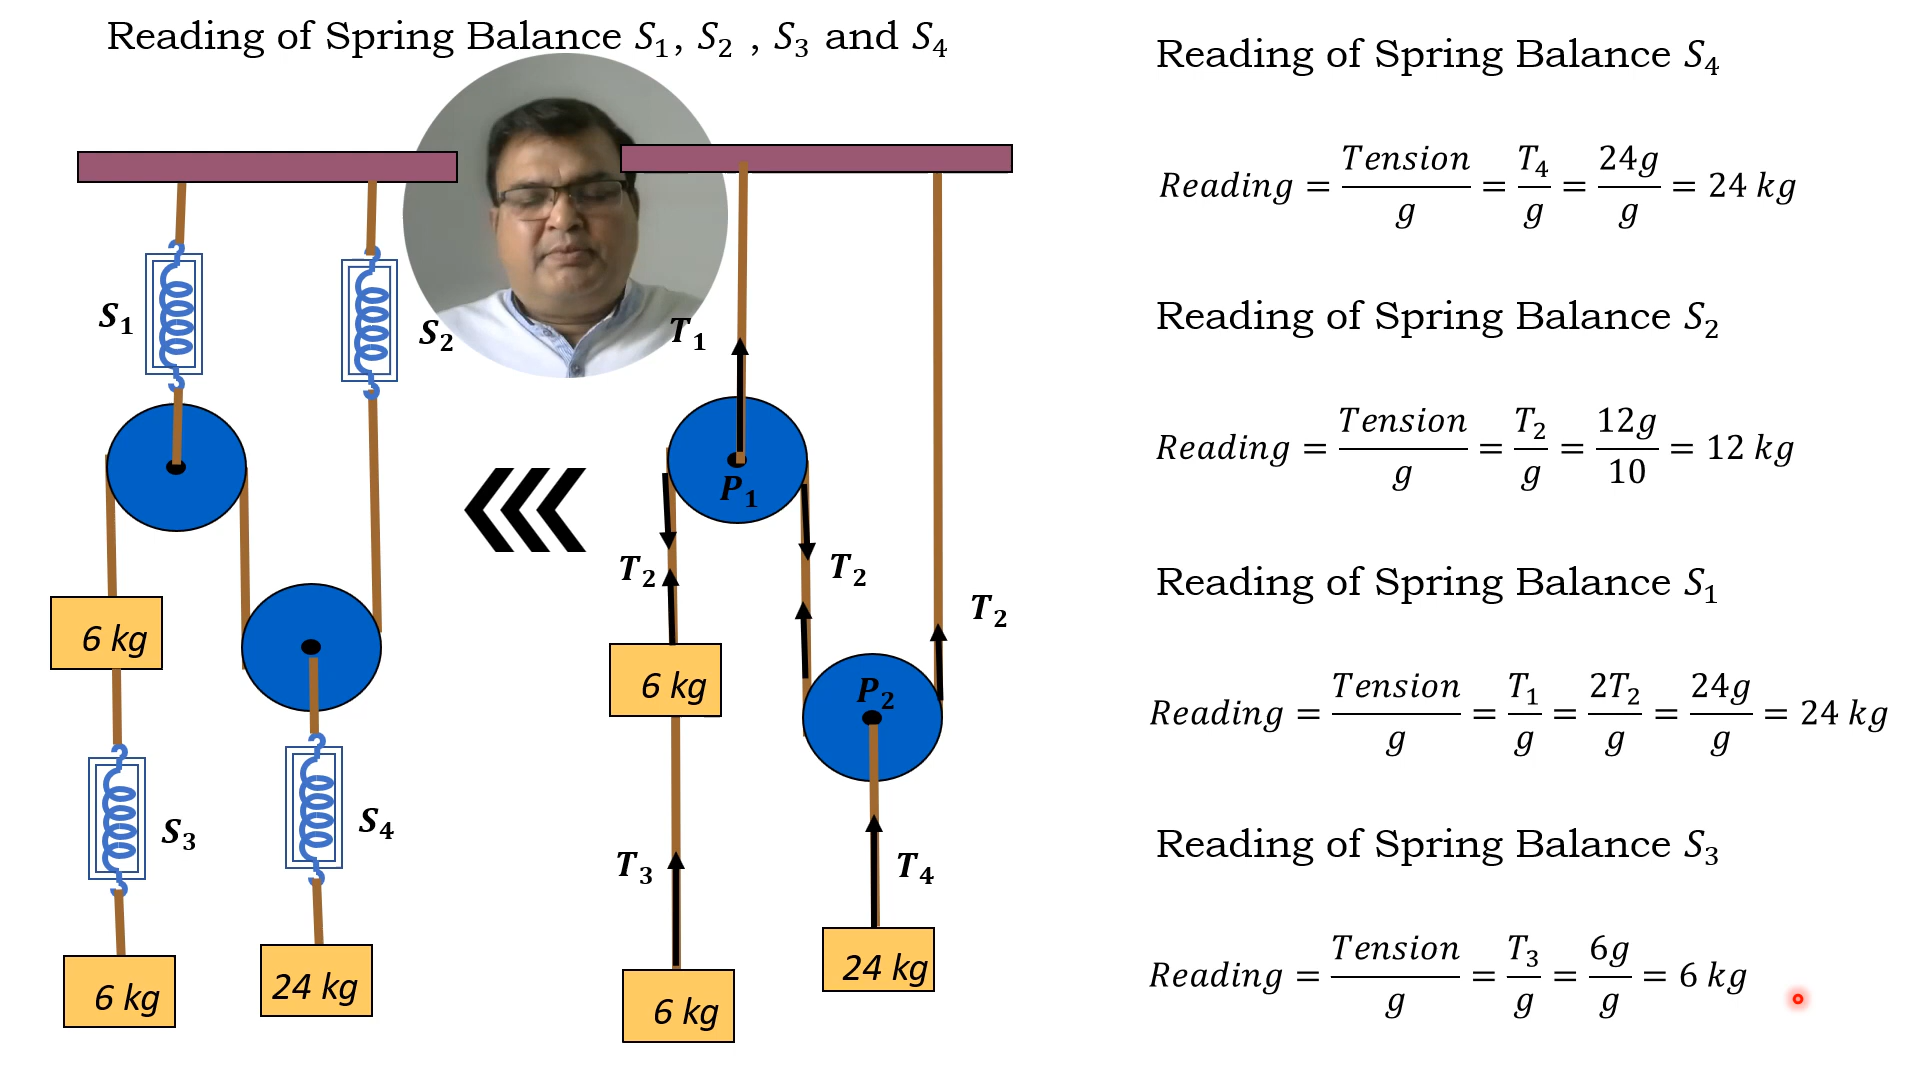 Reading of Spring Balance S₁, S₂ , S₃ and S₄
S₁
S₂
6 kg
S₃
S₄
6 kg
24 kg
T₁
P₁
T₂
T₂
T₂
6 kg
P₂
T₃
T₄
24 kg
6 kg
Reading of Spring Balance S₄
Reading = Tension/g = T₄/g = 24g/g = 24 kg
Reading of Spring Balance S₂
Reading = Tension/g = T₂/g = 12g/10 = 12 kg
Reading of Spring Balance S₁
Reading = Tension/g = T₁/g = 2T₂/g = 24g/g = 24 kg
Reading of Spring Balance S₃
Reading = Tension/g = T₃/g = 6g/g = 6 kg